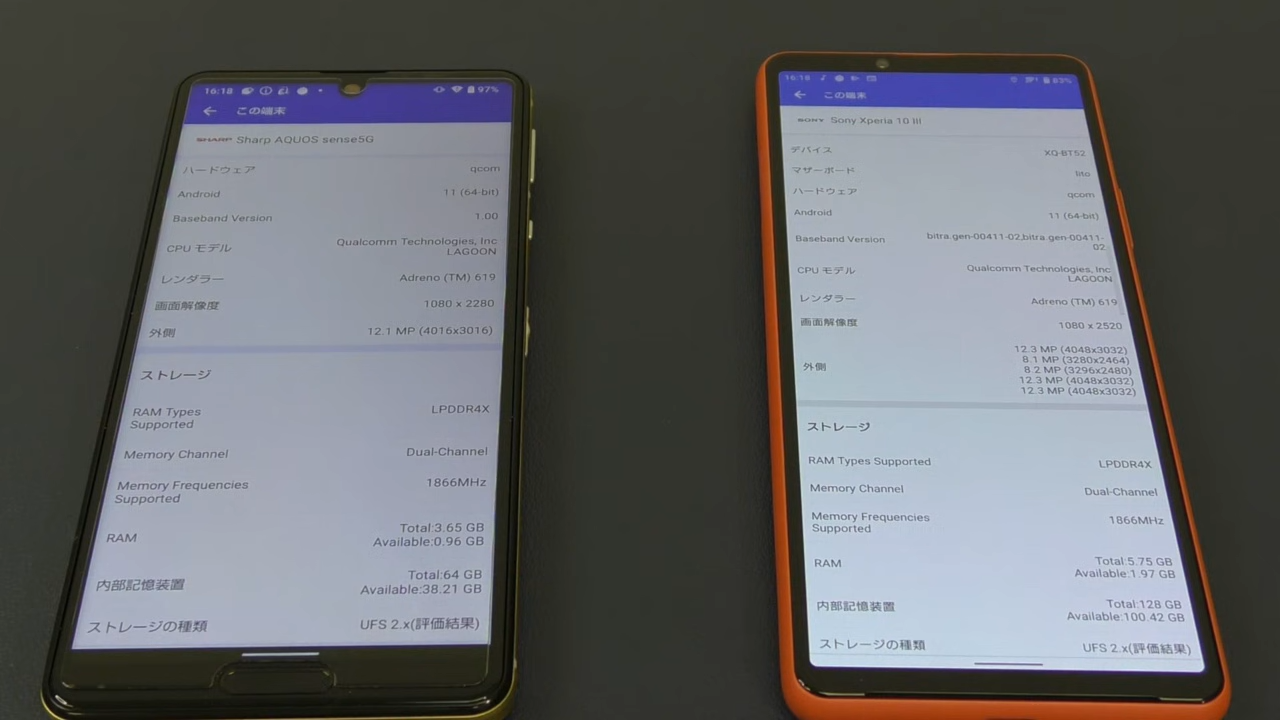 16:18
97%
この端末
SHARP Sharp AQUOS sense5G
ハードウェア qcom
Android 11 (64-bit)
Baseband Version 1.00
CPU モデル Qualcomm Technologies, Inc
LAGOON
レンダラー Adreno (TM) 619
画面解像度 1080 x 2280
外側 12.1 MP (4016x3016)
ストレージ
RAM Types
Supported
LPDDR4X
Memory Channel Dual-Channel
Memory Frequencies
Supported
1866MHz
RAM
Total:3.65 GB
Available:0.96 GB
内部記憶装置
Total:64 GB
Available:38.21 GB
ストレージの種類 UFS 2.x(評価結果)
16:18
83%
この端末
SONY Sony Xperia 10 III
デバイス XQ-BT52
マザーボード lito
ハードウェア qcom
Android 11 (64-bit)
Baseband Version bitra.gen-00411-02,bitra.gen-00411-
02
CPU モデル Qualcomm Technologies, Inc
LAGOON
レンダラー Adreno (TM) 619
画面解像度 1080 x 2520
外側
12.3 MP (4048x3032)
8.1 MP (3280x2464)
8.2 MP (3296x2480)
12.3 MP (4048x3032)
12.3 MP (4048x3032)
ストレージ
RAM Types Supported LPDDR4X
Memory Channel Dual-Channel
Memory Frequencies
Supported
1866MHz
RAM
Total:5.75 GB
Available:1.97 GB
内部記憶装置
Total:128 GB
Available:100.42 GB
ストレージの種類 UFS 2.x(評価結果)